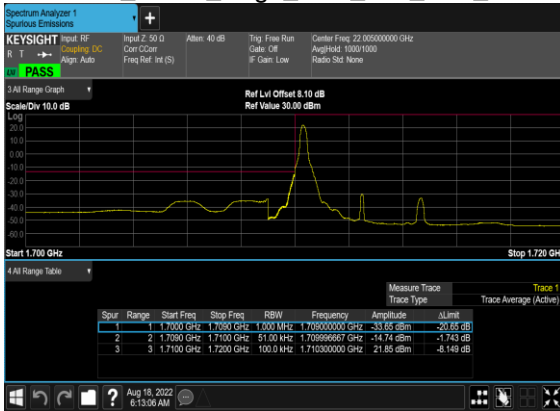 Spectrum Analyzer 1
Spurious Emissions
+
KEYSIGHT
R T
LXI PASS
Input: RF
Coupling: DC
Align: Auto
Input Z: 50 Ω
Corr CCorr
Freq Ref: Int (S)
Atten: 40 dB
Trig: Free Run
Gate: Off
IF Gain: Low
Center Freq: 22.005000000 GHz
Avg|Hold: 1000/1000
Radio Std: None
3 All Range Graph
Scale/Div 10.0 dB
Ref Lvl Offset 8.10 dB
Ref Value 30.00 dBm
Log
20.0
10.0
0.00
-10.0
-20.0
-30.0
-40.0
-50.0
-60.0
Start 1.700 GHz
Stop 1.720 GH
4 All Range Table
Measure Trace Trace 1
Trace Type Trace Average (Active)
Spur Range Start Freq Stop Freq RBW Frequency Amplitude ΔLimit
1 1 1.7000 GHz 1.7090 GHz 1.000 MHz 1.709000000 GHz -33.65 dBm -20.65 dB
2 2 1.7090 GHz 1.7100 GHz 51.00 kHz 1.709996667 GHz -14.74 dBm -1.743 dB
3 3 1.7100 GHz 1.7200 GHz 100.0 kHz 1.710300000 GHz 21.85 dBm -8.149 dB
?
Aug 18, 2022
6:13:06 AM